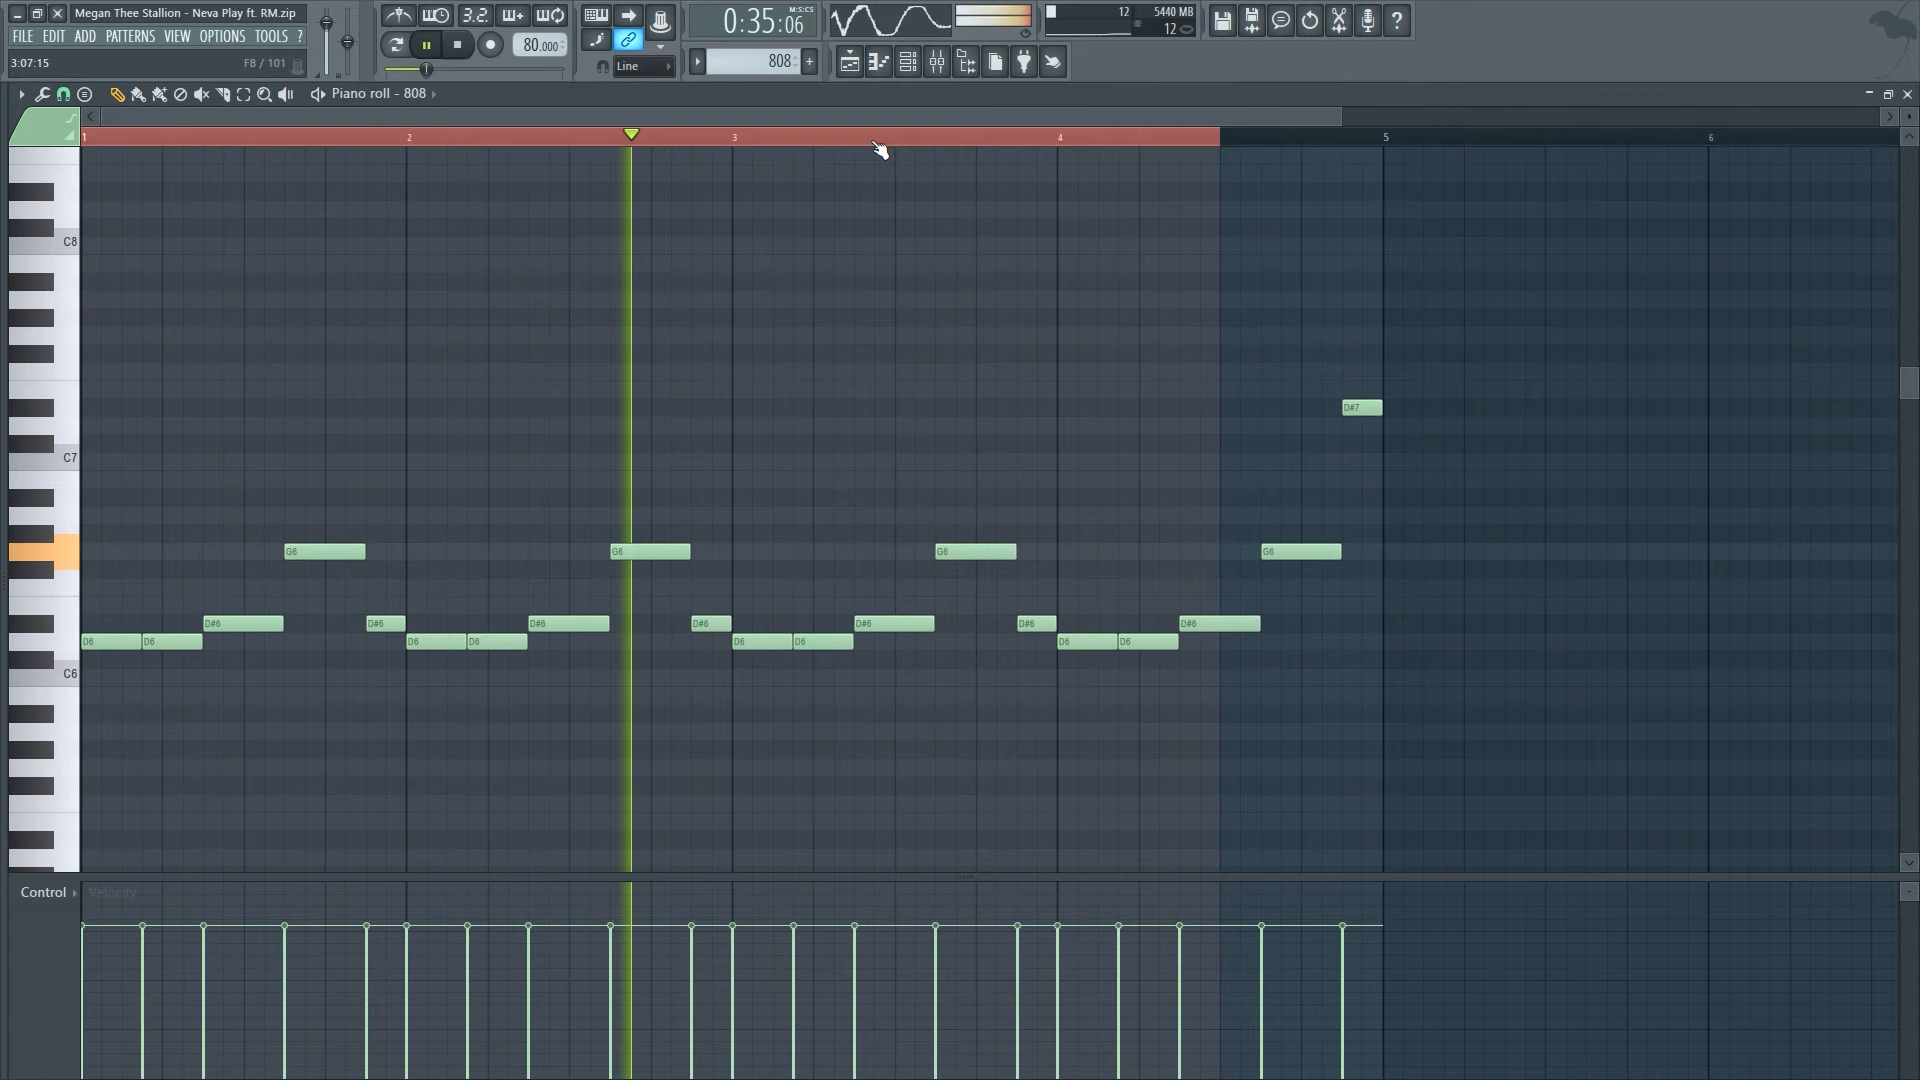 Megan Thee Stallion - Neva Play ft. RM.zip
FILE EDIT ADD PATTERNS VIEW OPTIONS TOOLS ?
3:07:15 F8 / 101
3.2. 0:35:06 M:S:CS
80.000
Line
808 +
12 5440 MB
12
Piano roll - 808
1 2 3 4 5 6
C8
D#7
C7
G6 G6 G6 G6
D#6 D#6 D#6 D#6 D#6 D#6 D#6
D6 D6 D6 D6 D6 D6 D6 D6
C6
Control Velocity